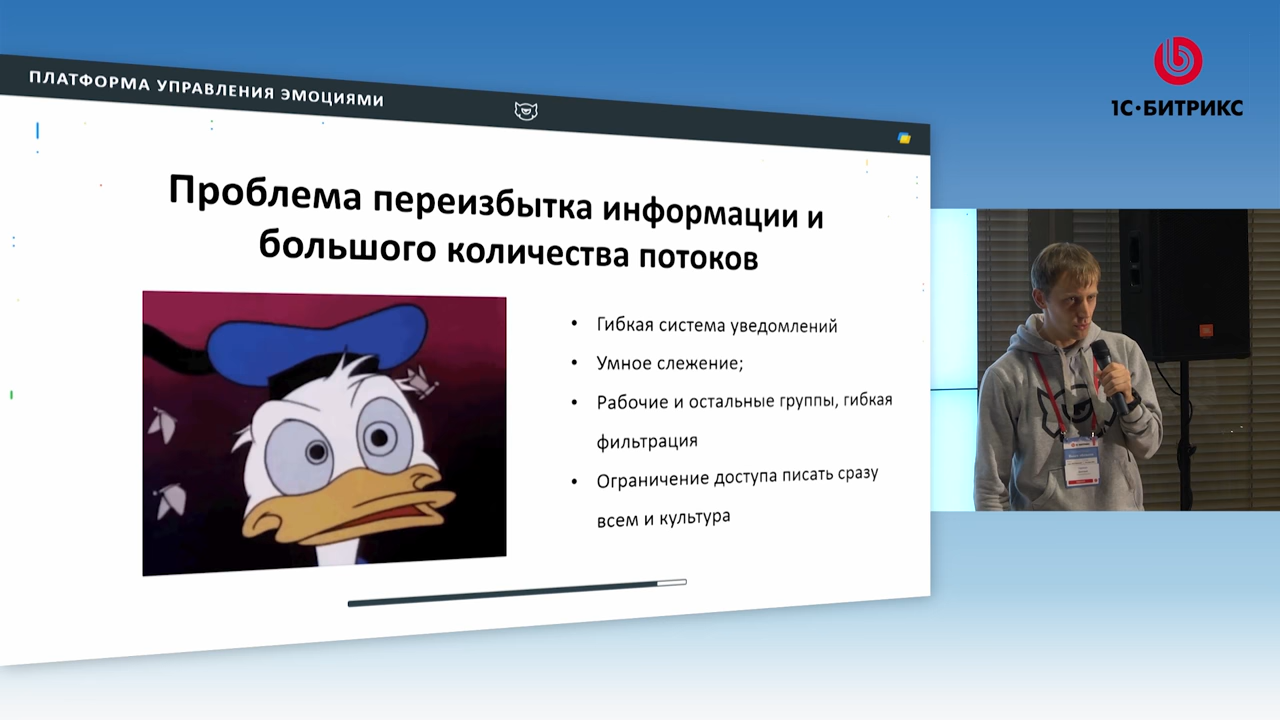 ПЛАТФОРМА УПРАВЛЕНИЯ ЭМОЦИЯМИ
1С·БИТРИКС
Проблема переизбытка информации и
большого количества потоков
• Гибкая система уведомлений
• Умное слежение;
• Рабочие и остальные группы, гибкая
фильтрация
• Ограничение доступа писать сразу
всем и культура
JBL